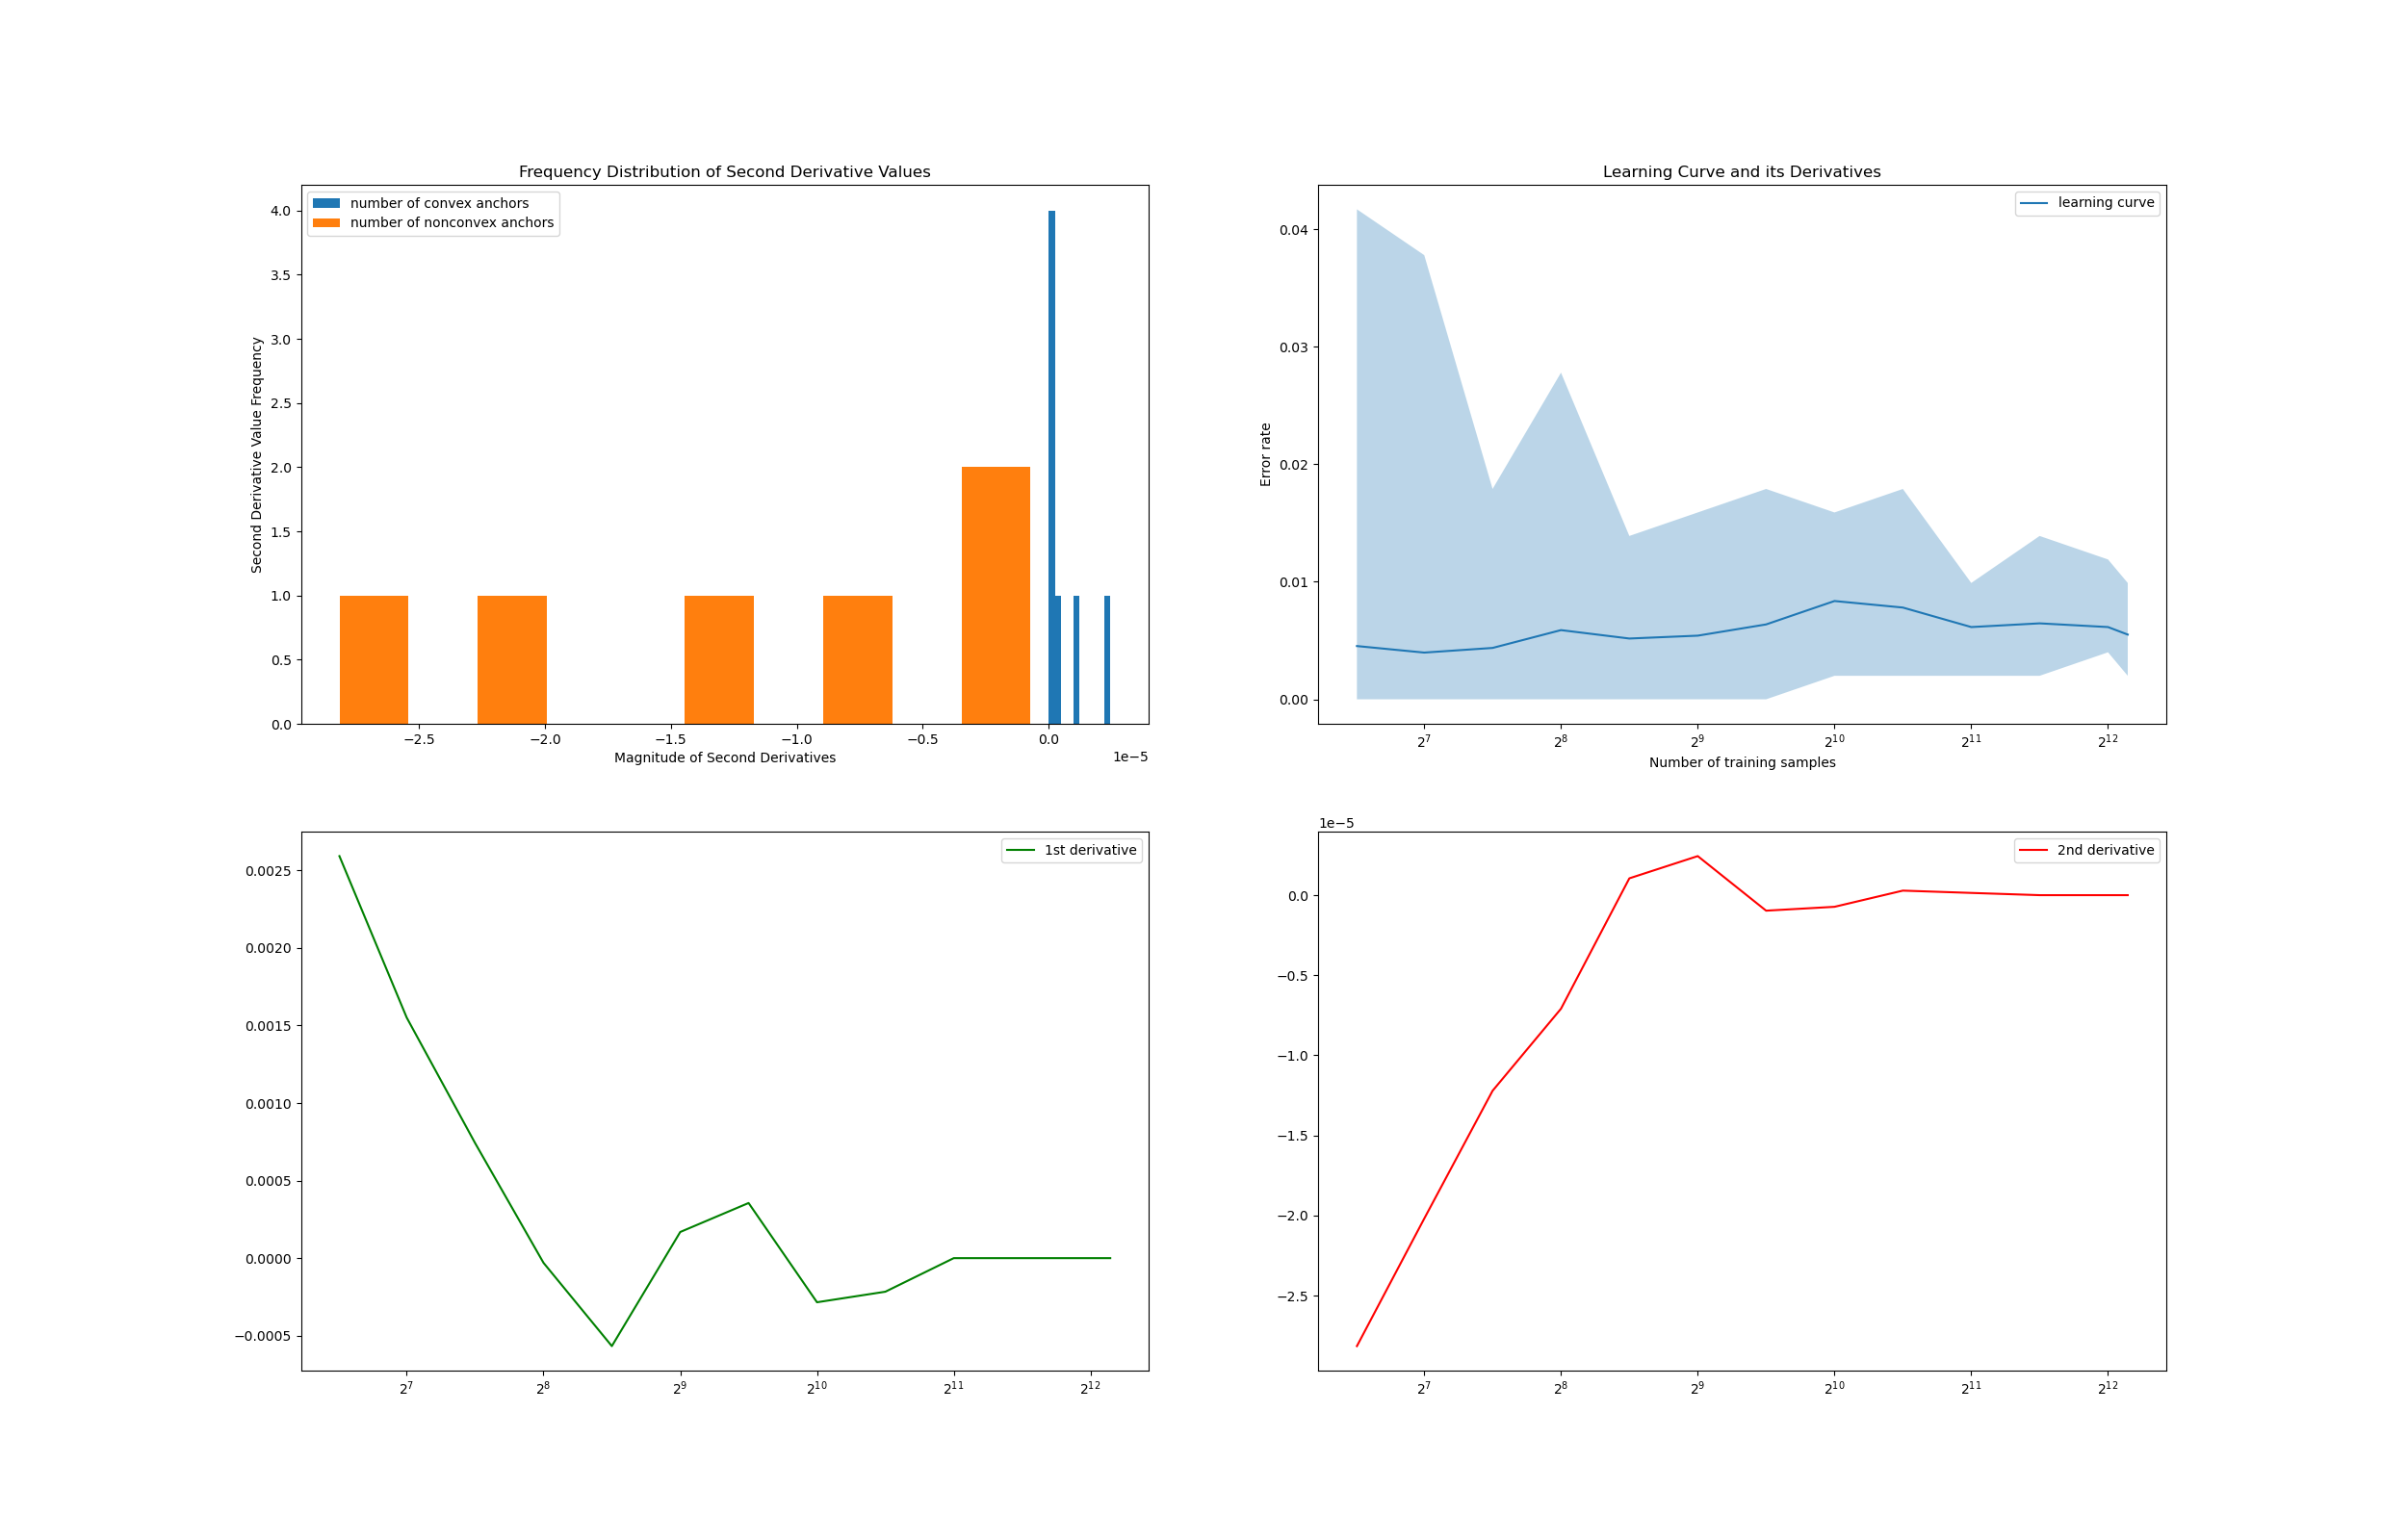 Frequency Distribution of Second Derivative Values
number of convex anchors
number of nonconvex anchors
Second Derivative Value Frequency
4.0
3.5
3.0
2.5
2.0
1.5
1.0
0.5
0.0
−2.5 −2.0 −1.5 −1.0 −0.5 0.0
1e−5
Magnitude of Second Derivatives
Learning Curve and its Derivatives
learning curve
Error rate
0.04
0.03
0.02
0.01
0.00
2^7 2^8 2^9 2^10 2^11 2^12
Number of training samples
1st derivative
0.0025
0.0020
0.0015
0.0010
0.0005
0.0000
−0.0005
2^7 2^8 2^9 2^10 2^11 2^12
1e−5
2nd derivative
0.0
−0.5
−1.0
−1.5
−2.0
−2.5
2^7 2^8 2^9 2^10 2^11 2^12